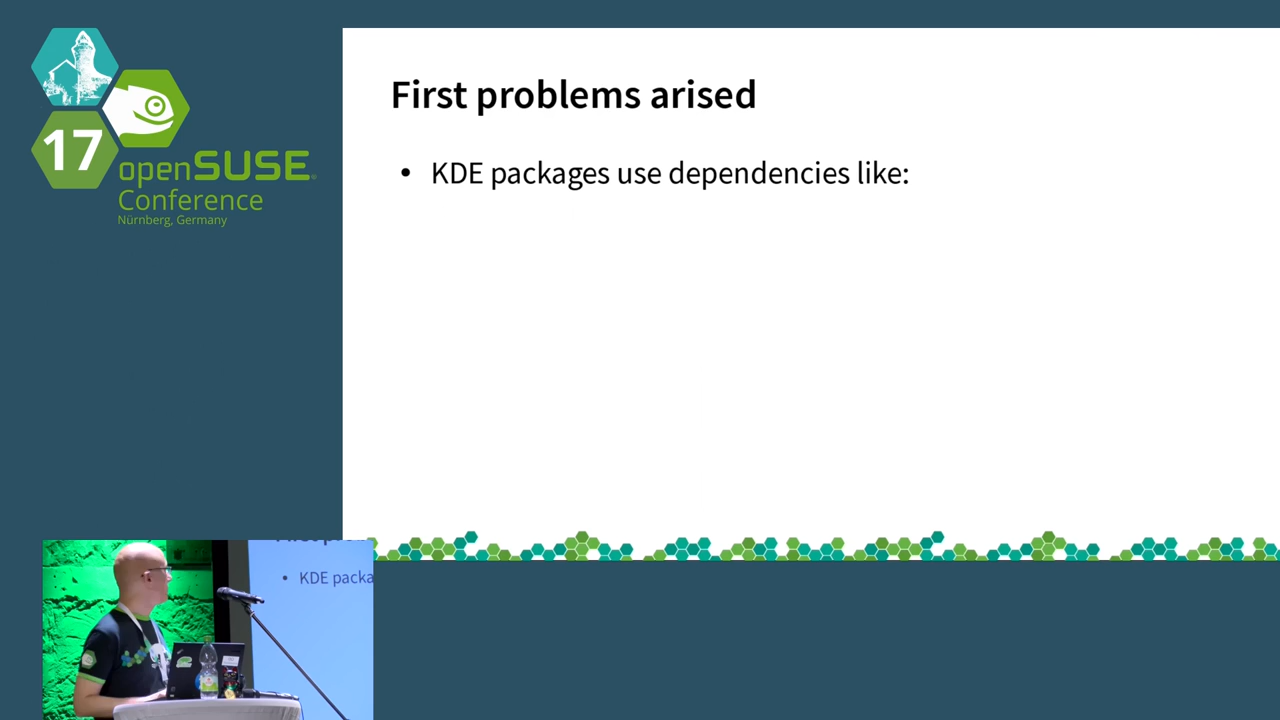 17
openSUSE
Conference
Nürnberg, Germany
First problems arised
• KDE packages use dependencies like:
• KDE packa